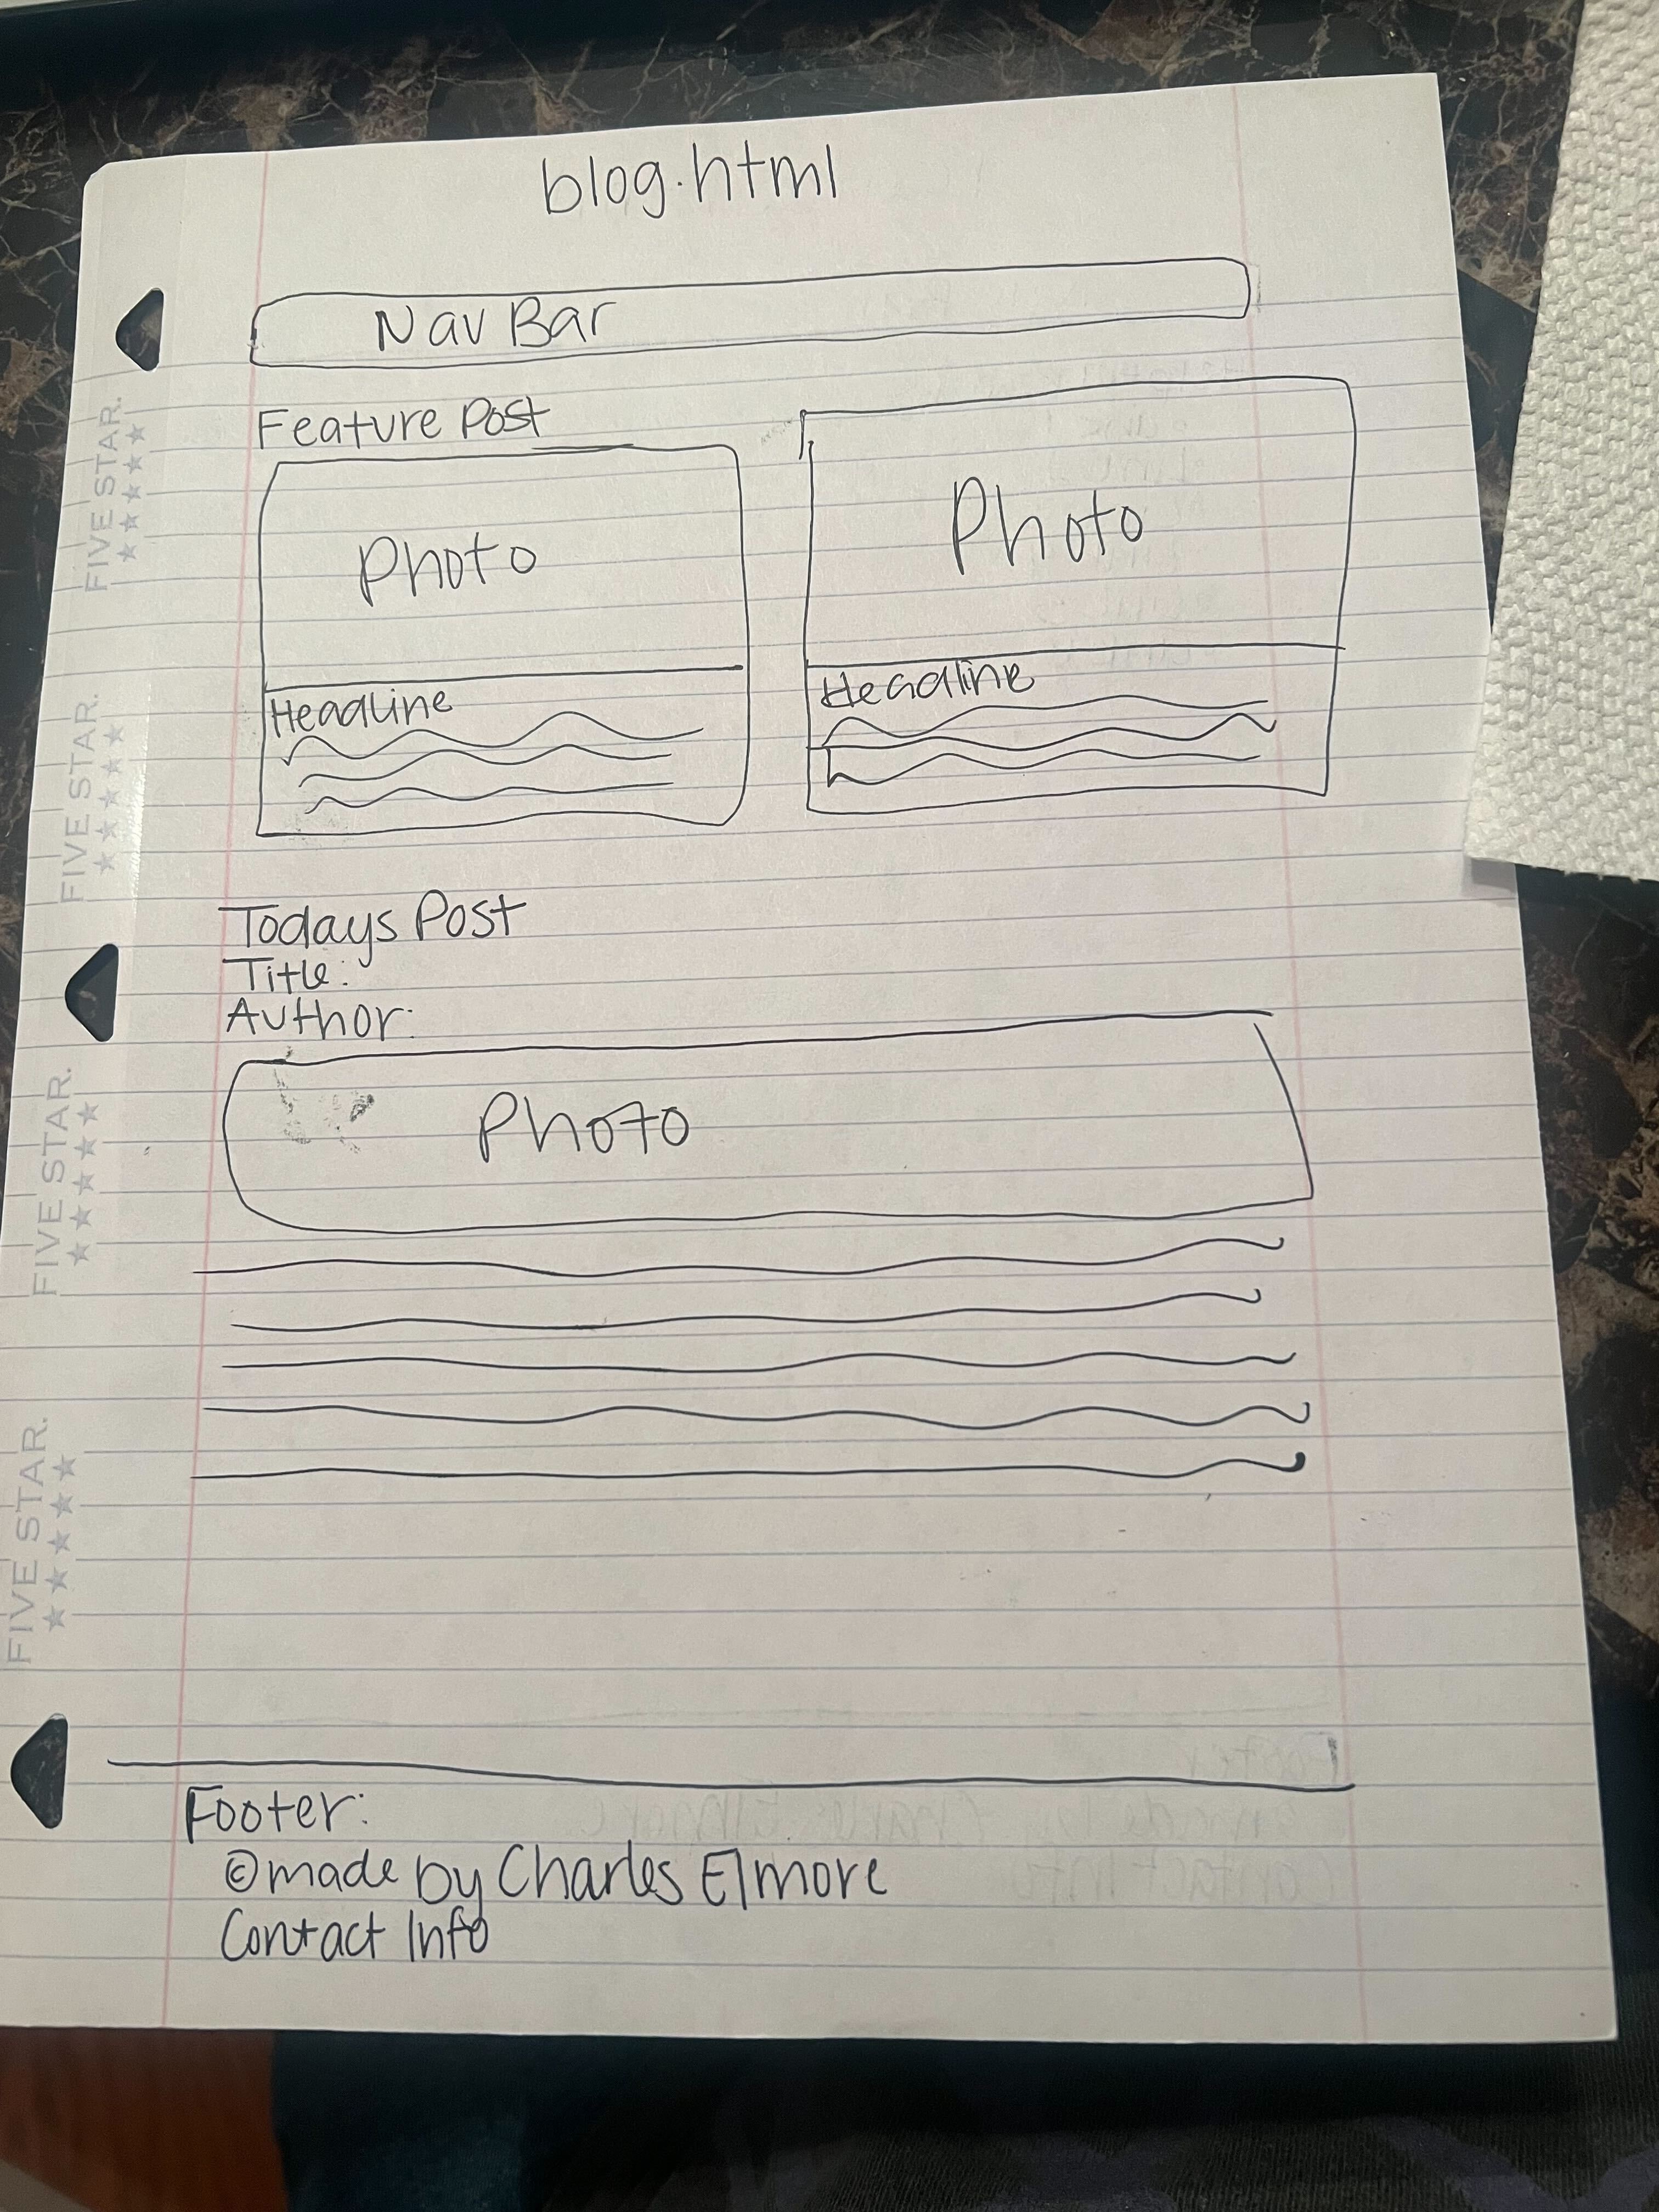 blog.html
Nav Bar
Feature Post
Photo
Photo
Headline
Headline
Todays Post
Title:
Author:
Photo
Footer:
©made by Charles Elmore
Contact Info
FIVE STAR.
FIVE STAR.
FIVE STAR.
FIVE STAR.